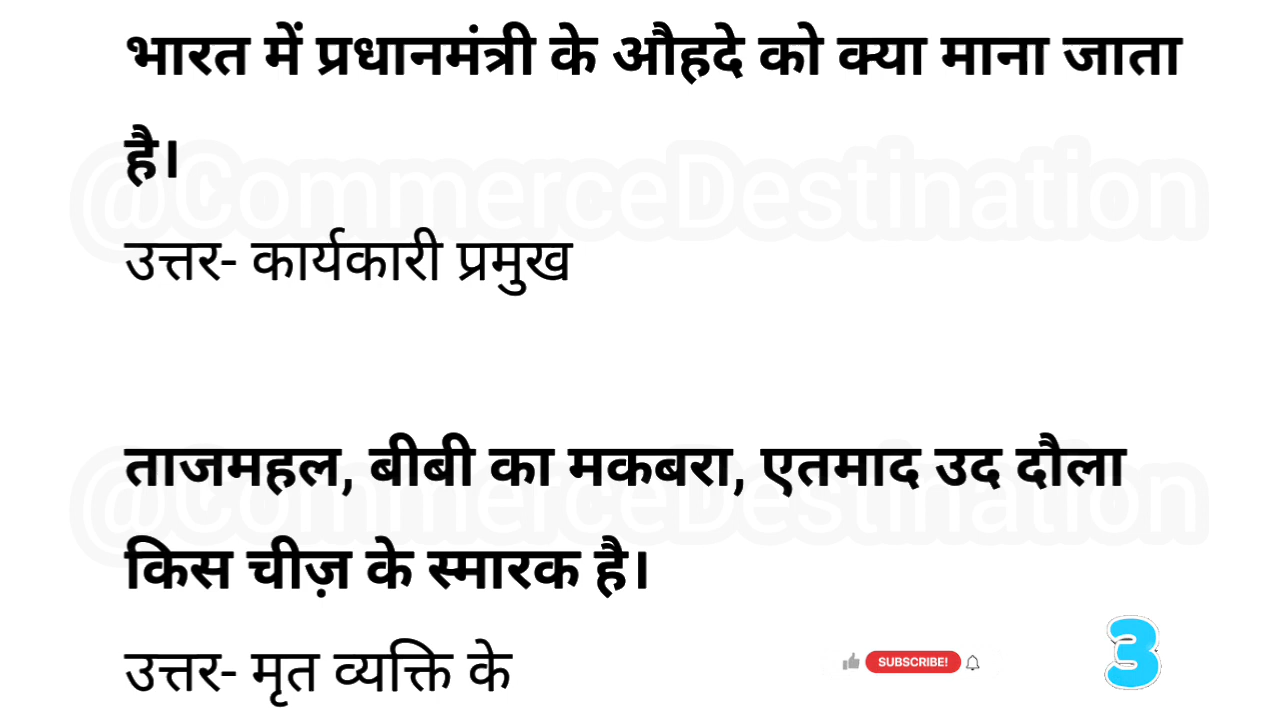 भारत में प्रधानमंत्री के औहदे को क्या माना जाता
है।
@CommerceDestination
उत्तर- कार्यकारी प्रमुख
ताजमहल, बीबी का मकबरा, एतमाद उद दौला
@CommerceDestination
किस चीज़ के स्मारक है।
उत्तर- मृत व्यक्ति के
SUBSCRIBE!
3